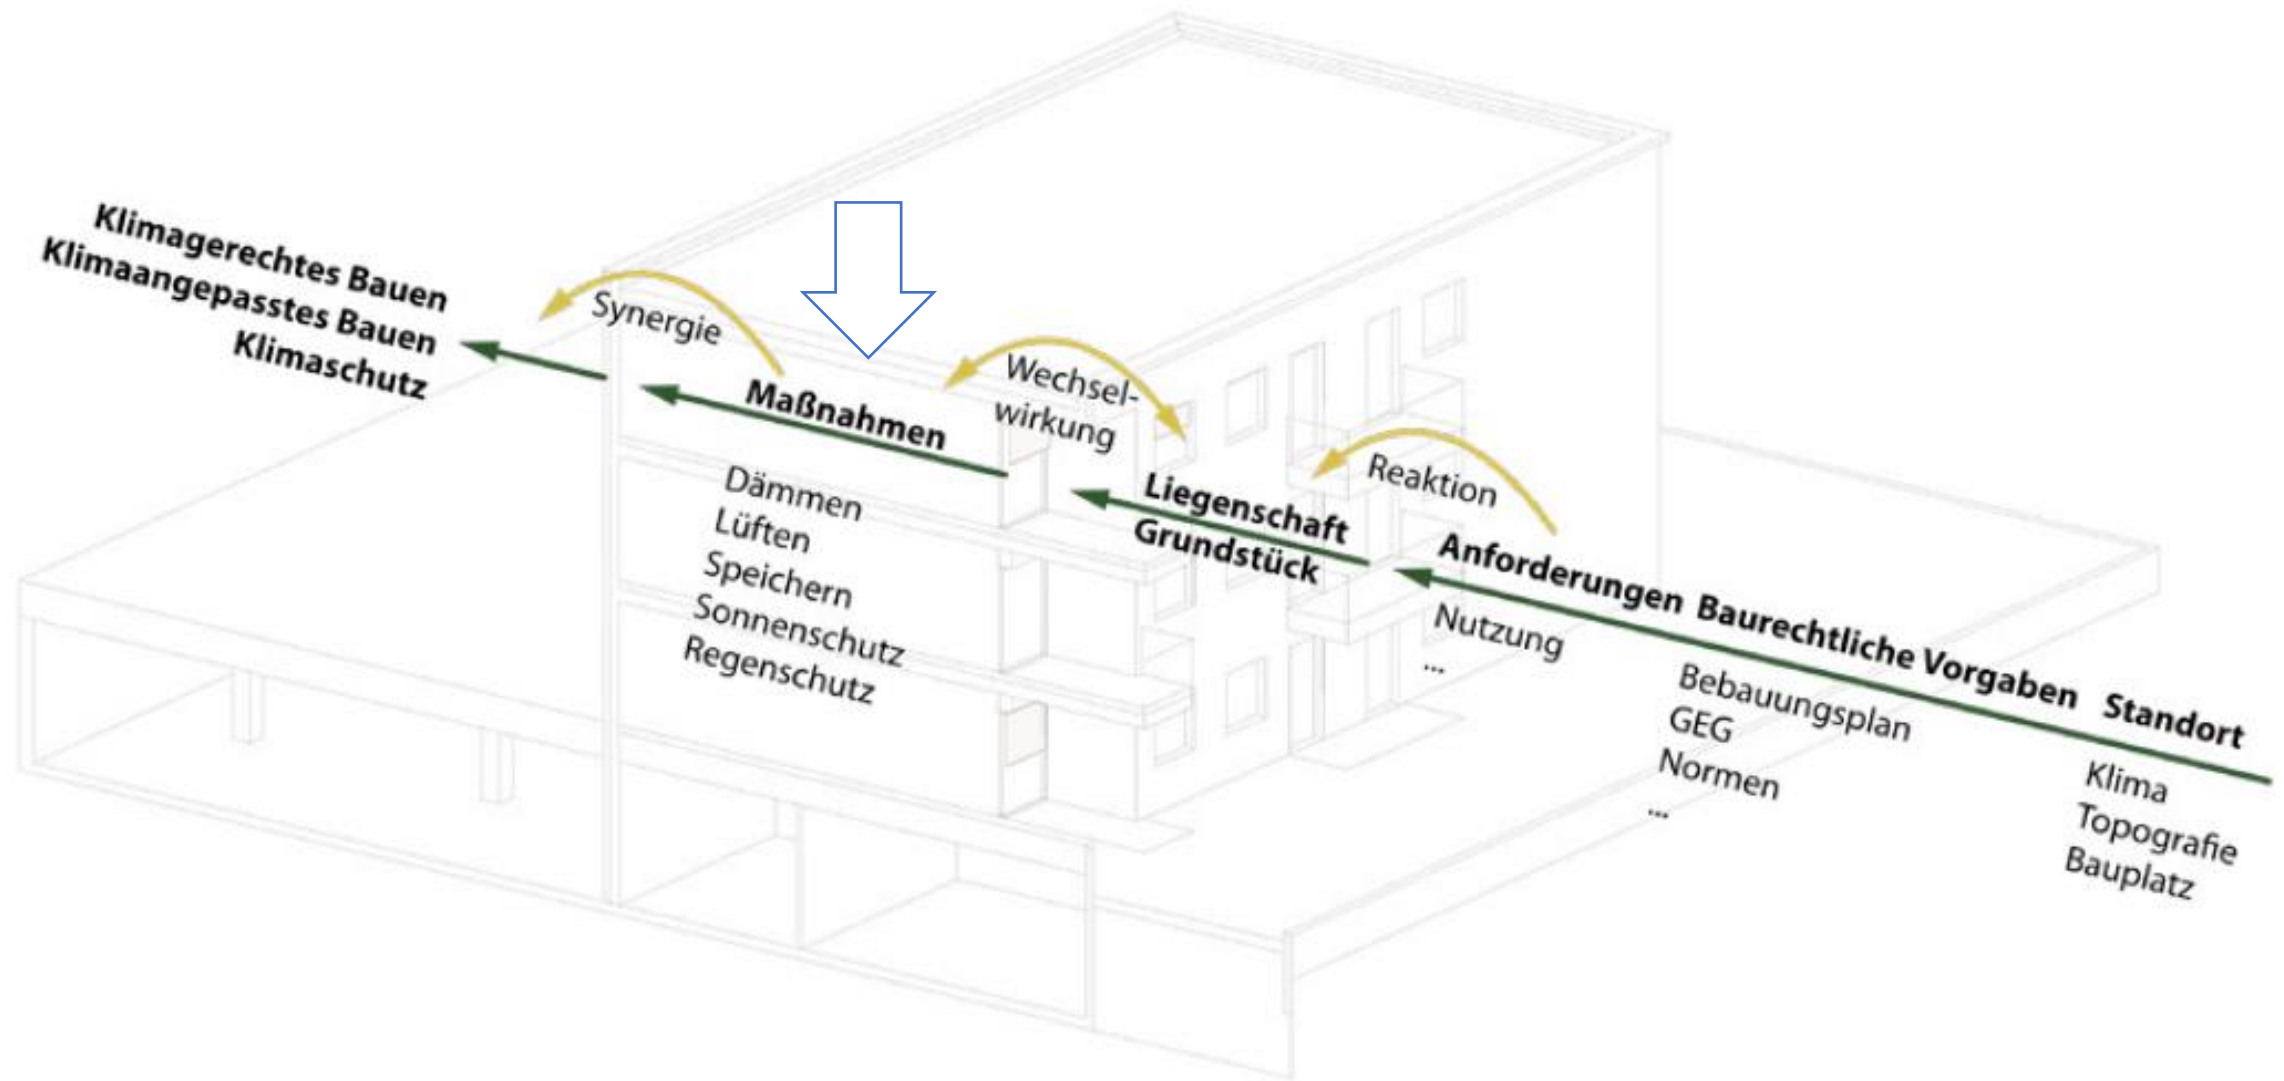 Klimagerechtes Bauen
Klimaangepasstes Bauen
Klimaschutz
Synergie
Maßnahmen
Dämmen
Lüften
Speichern
Sonnenschutz
Regenschutz
Wechsel-
wirkung
Liegenschaft
Grundstück
Reaktion
Anforderungen
Nutzung
...
Baurechtliche Vorgaben
Bebauungsplan
GEG
Normen
...
Standort
Klima
Topografie
Bauplatz